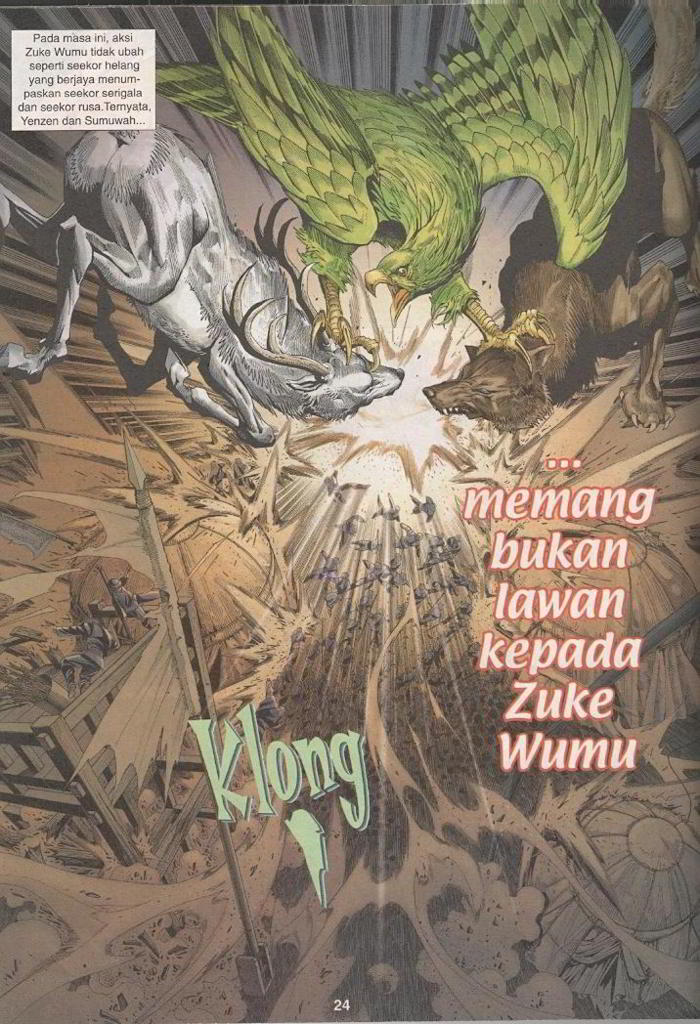 Pada masa ini, aksi
Zuke Wumu tidak ubah
seperti seekor helang
yang berjaya menum-
paskan seekor serigala
dan seekor rusa.Ternyata,
Yenzen dan Sumuwah...
...
memang
bukan
lawan
kepada
Zuke
Wumu
Klong
!
24